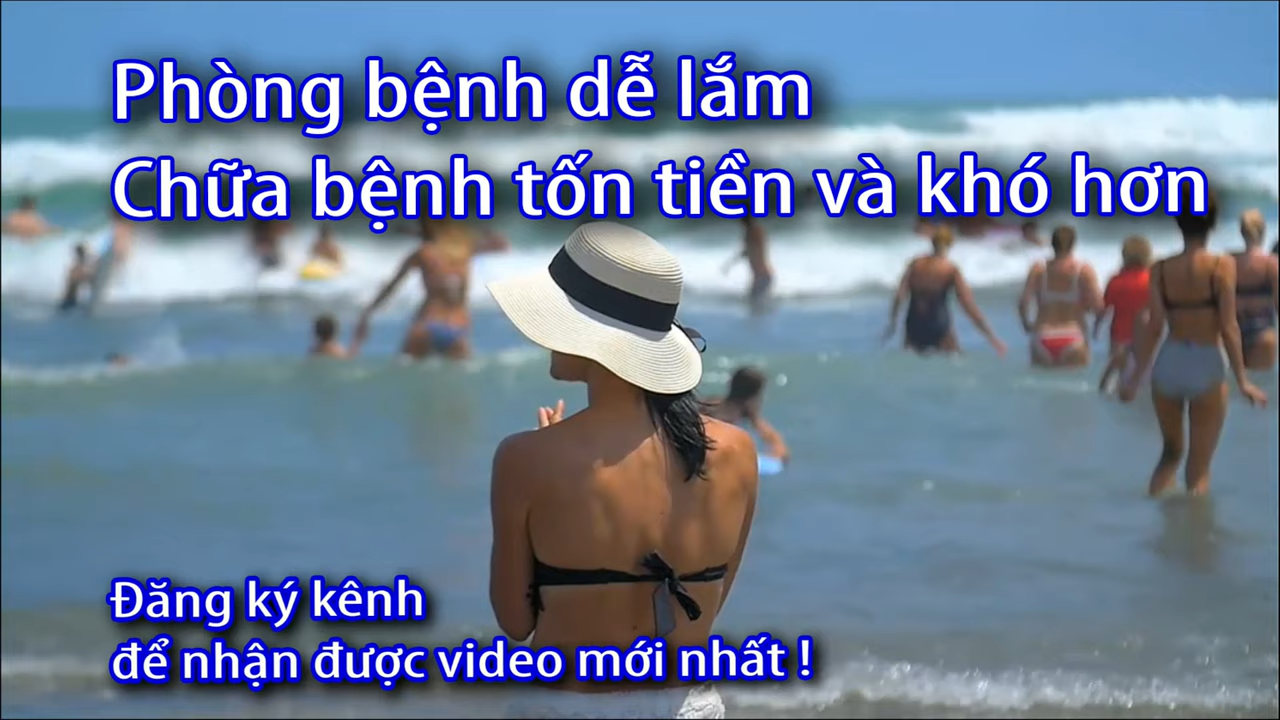 Phòng bệnh dễ lắm
Chữa bệnh tốn tiền và khó hơn
Đăng ký kênh
để nhận được video mới nhất !